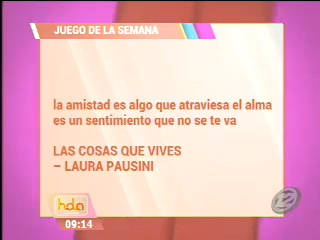 JUEGO DE LA SEMANA
la amistad es algo que atraviesa el alma
es un sentimiento que no se te va
LAS COSAS QUE VIVES
– LAURA PAUSINI
hda
12
09:14